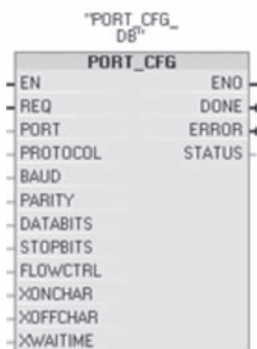 "PORT_CFG_
DB"
PORT_CFG
EN ENO
REQ DONE
PORT ERROR
PROTOCOL STATUS
BAUD
PARITY
DATABITS
STOPBITS
FLOWCTRL
XONCHAR
XOFFCHAR
XWAITIME